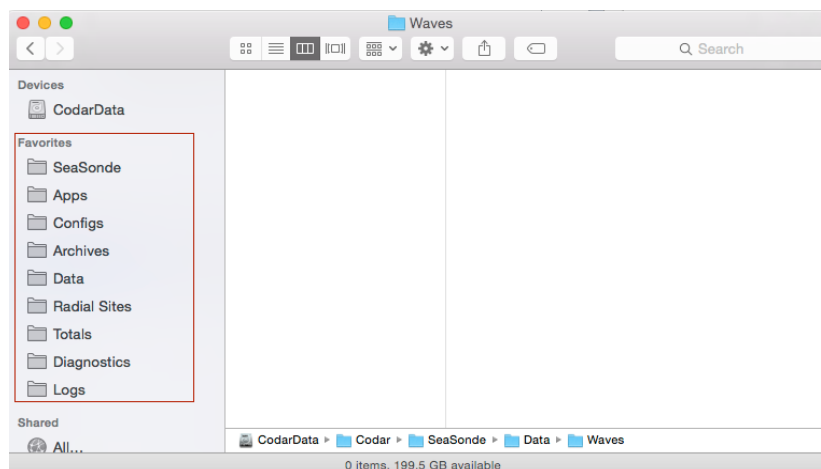 Waves
Search
Devices
CodarData
Favorites
SeaSonde
Apps
Configs
Archives
Data
Radial Sites
Totals
Diagnostics
Logs
Shared
All...
CodarData ▸ Codar ▸ SeaSonde ▸ Data ▸ Waves
0 items, 199.5 GB available